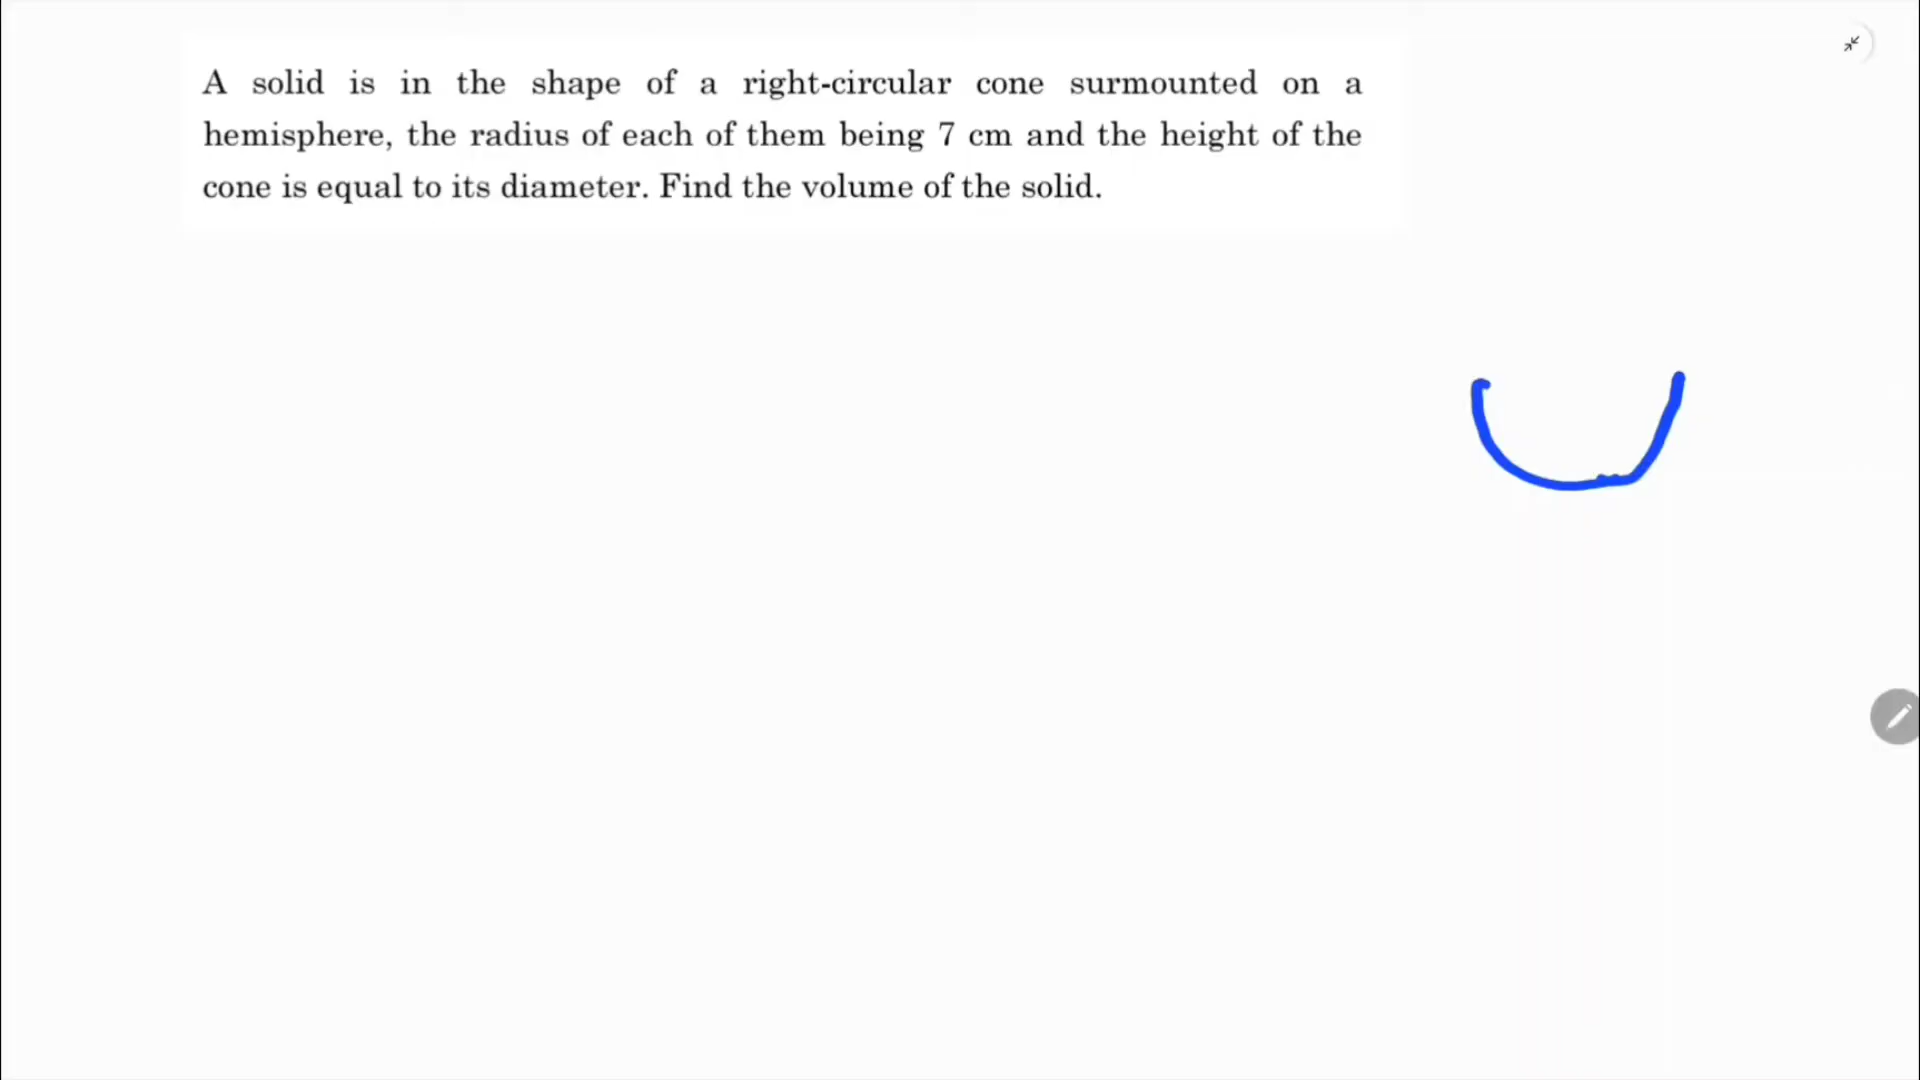 A solid is in the shape of a right-circular cone surmounted on a
hemisphere, the radius of each of them being 7 cm and the height of the
cone is equal to its diameter. Find the volume of the solid.